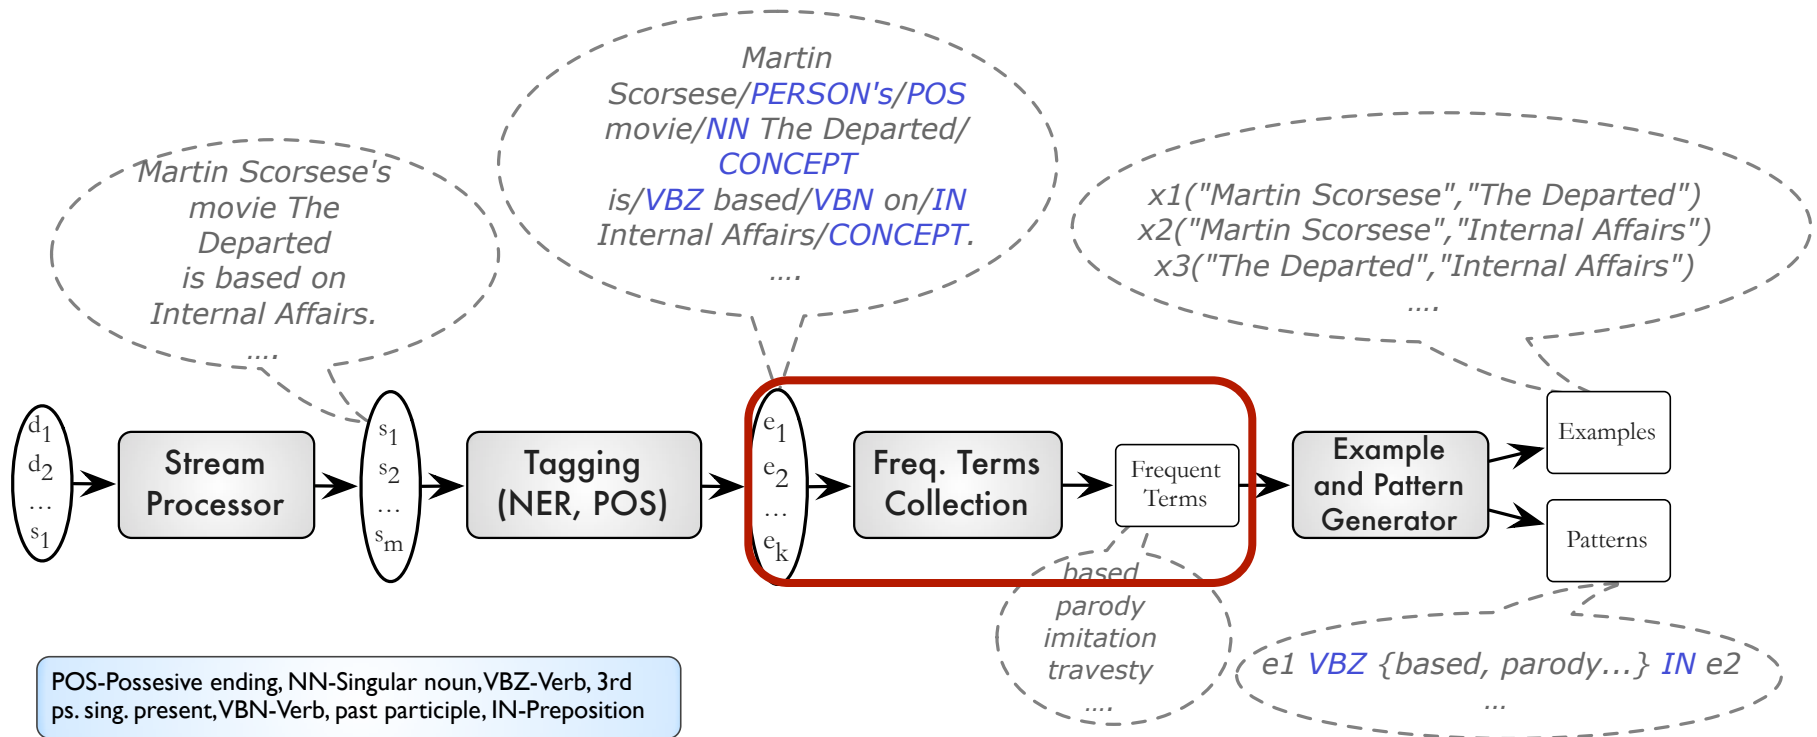 Martin Scorsese's
movie The
Departed
is based on
Internal Affairs.
....
Martin
Scorsese/PERSON's/POS
movie/NN The Departed/
CONCEPT
is/VBZ based/VBN on/IN
Internal Affairs/CONCEPT.
....
x1("Martin Scorsese","The Departed")
x2("Martin Scorsese","Internal Affairs")
x3("The Departed","Internal Affairs")
....
d1
d2
...
s1
Stream
Processor
s1
s2
...
sm
Tagging
(NER, POS)
e1
e2
...
ek
Freq. Terms
Collection
Frequent
Terms
Example
and Pattern
Generator
Examples
Patterns
based
parody
imitation
travesty
....
e1 VBZ {based, parody...} IN e2
...
POS-Possesive ending, NN-Singular noun, VBZ-Verb, 3rd
ps. sing. present, VBN-Verb, past participle, IN-Preposition